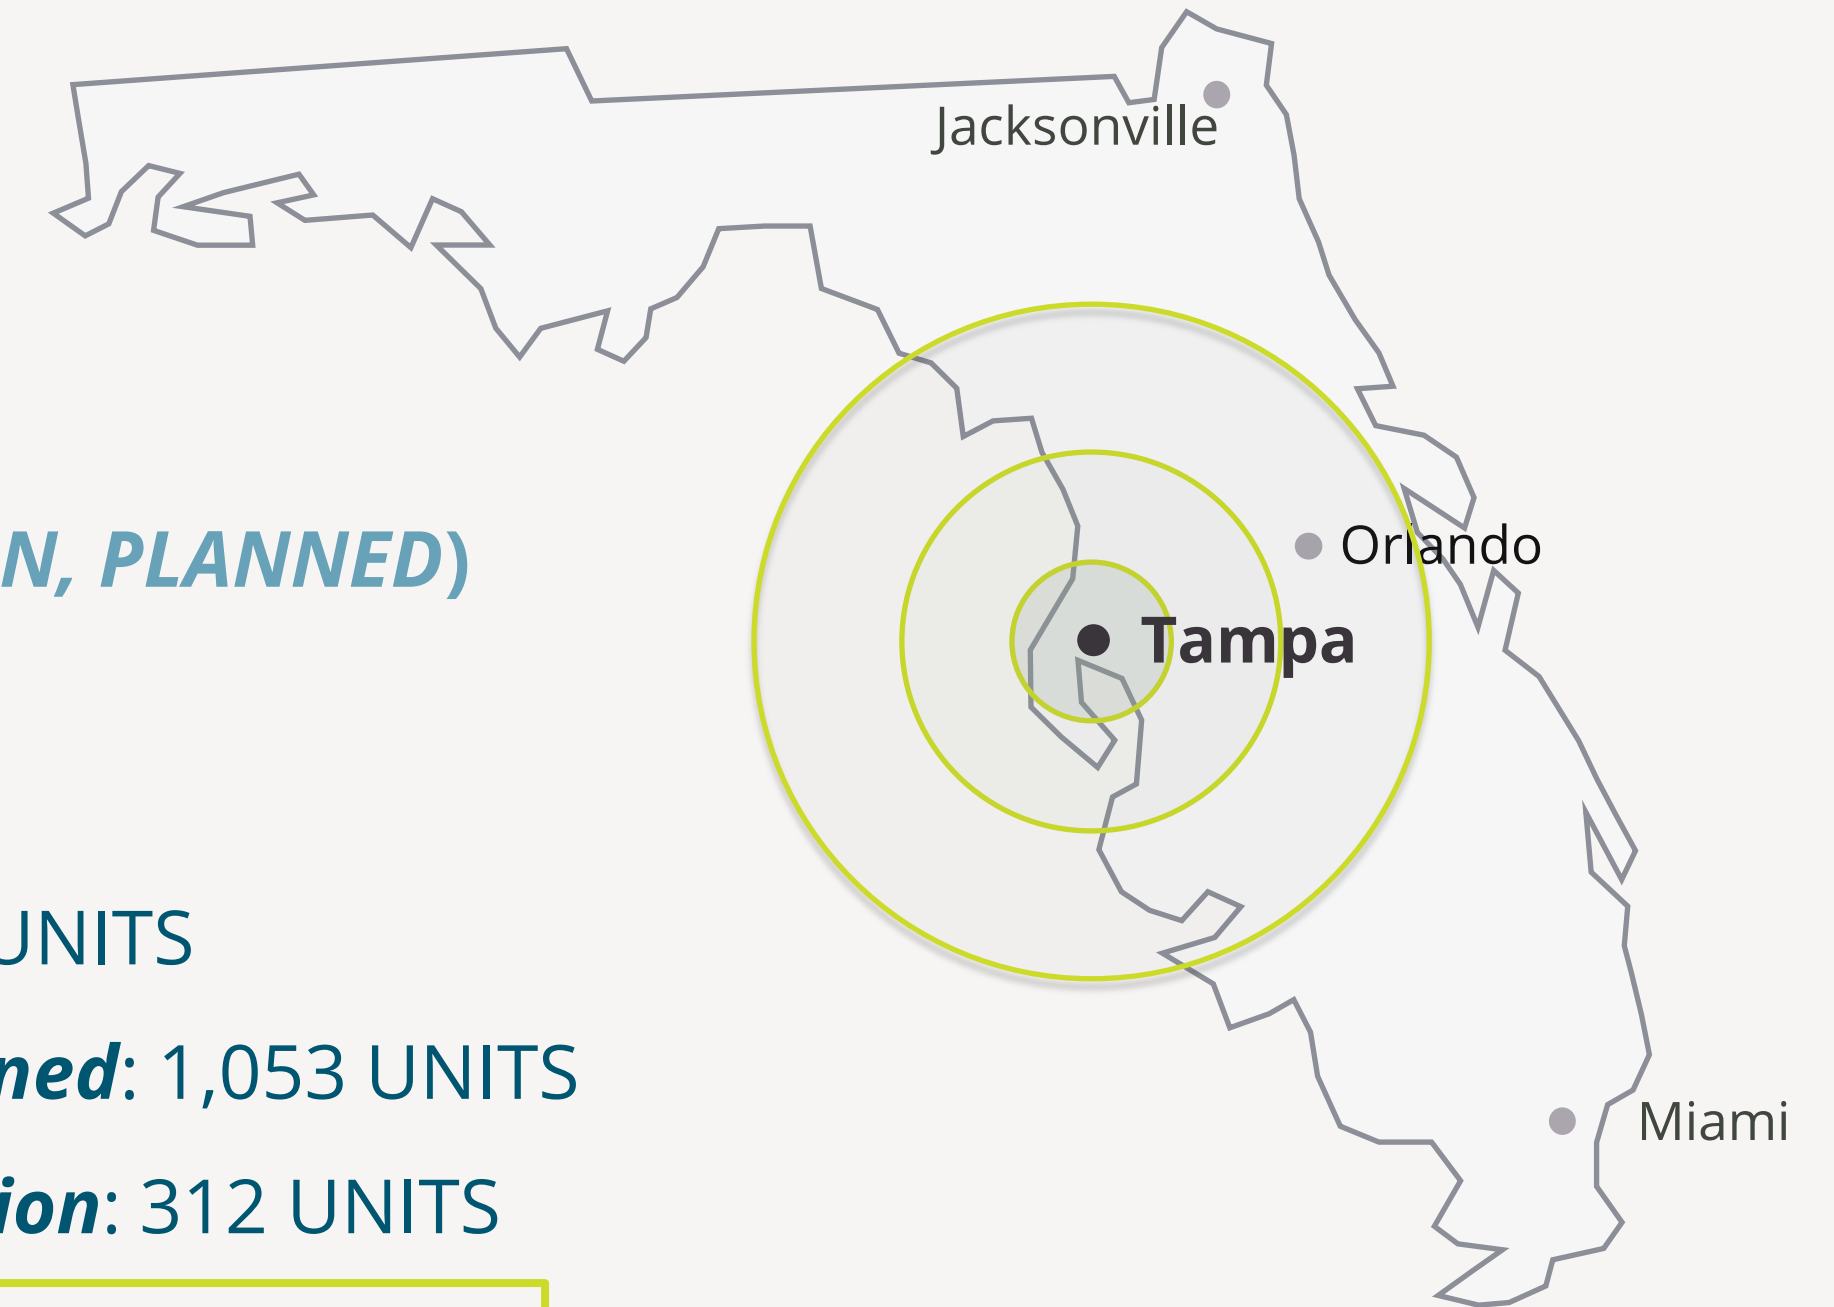 Jacksonville
N, PLANNED)
Orlando
Tampa
UNITS
ned: 1,053 UNITS
Miami
ion: 312 UNITS